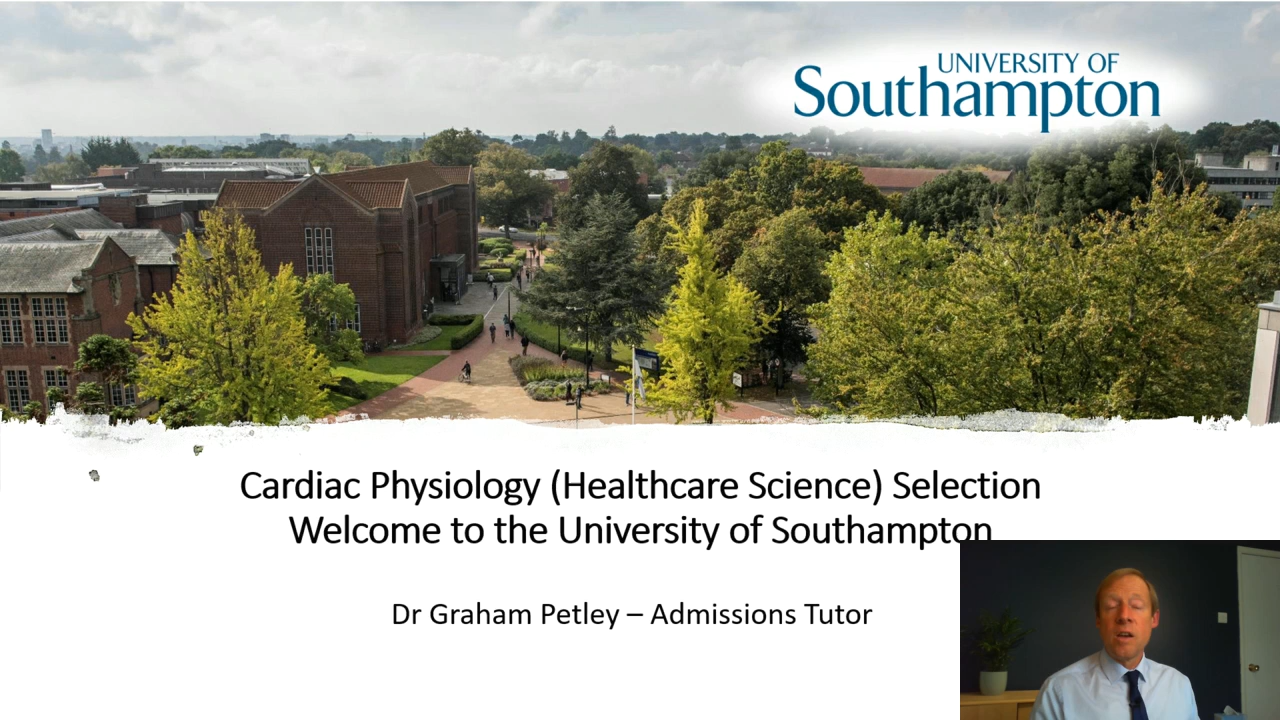 UNIVERSITY OF
Southampton
Cardiac Physiology (Healthcare Science) Selection
Welcome to the University of Southampton
Dr Graham Petley – Admissions Tutor